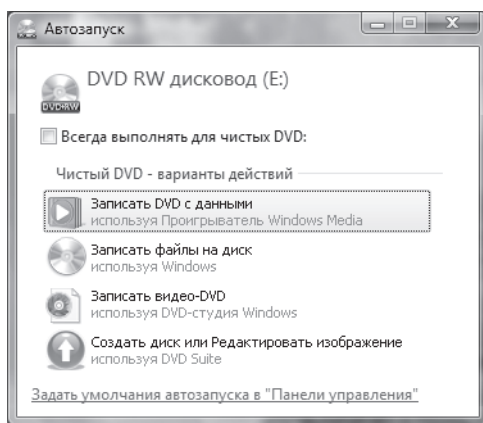 Автозапуск
DVD RW дисковод (E:)
DVD-RW
Всегда выполнять для чистых DVD:
Чистый DVD - варианты действий
Записать DVD с данными
используя Проигрыватель Windows Media
Записать файлы на диск
используя Windows
Записать видео-DVD
используя DVD-студия Windows
Создать диск или Редактировать изображение
используя DVD Suite
Задать умолчания автозапуска в "Панели управления"